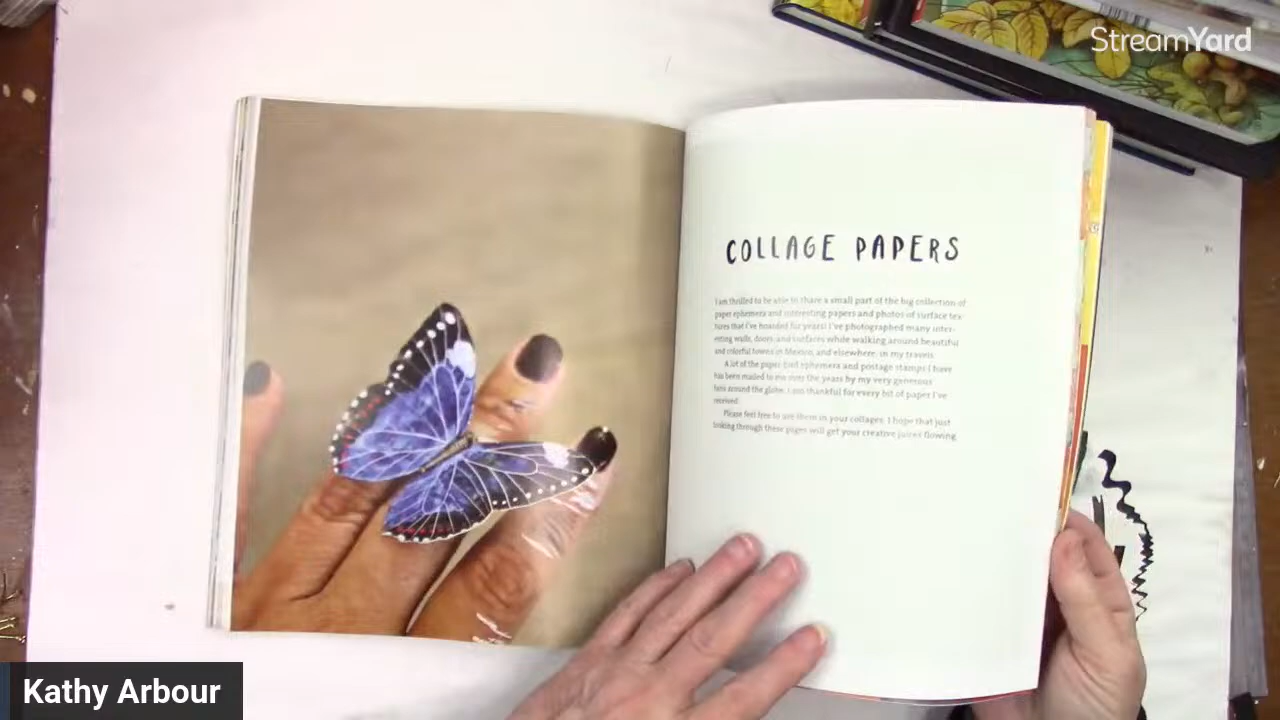 StreamYard
COLLAGE PAPERS
I am thrilled to be able to share a small part of the big collection of
paper ephemera and interesting papers and photos of surface tex-
tures that I've hoarded for years! I've photographed many inter-
esting walls, doors, and surfaces while walking around beautiful
and colorful towns in Mexico, and elsewhere, in my travels.
A lot of the paper ephemera and postage stamps I have
has been mailed to me over the years by my very generous
fans around the globe. I am thankful for every bit of paper I've
received.
Please feel free to use them in your collages. I hope that just
looking through these pages will get your creative juices flowing
Kathy Arbour